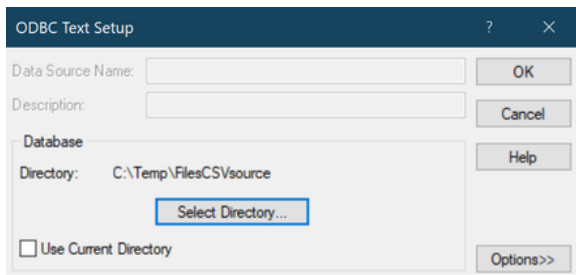 ODBC Text Setup
? ×
Data Source Name:
OK
Description:
Cancel
Database
Help
Directory: C:\Temp\FilesCSVsource
Select Directory...
Use Current Directory
Options>>